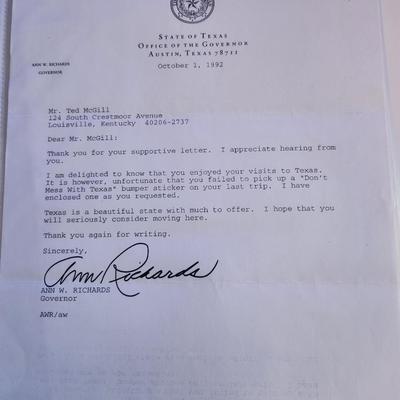 STATE OF TEXAS
OFFICE OF THE GOVERNOR
AUSTIN, TEXAS 78711
ANN W. RICHARDS
GOVERNOR
October 1, 1992
Mr. Ted McGill
124 South Crestmoor Avenue
Louisville, Kentucky 40206-2737
Dear Mr. McGill:
Thank you for your supportive letter. I appreciate hearing from
you.
I am delighted to know that you enjoyed your visits to Texas.
It is however, unfortunate that you failed to pick up a "Don't
Mess With Texas" bumper sticker on your last trip. I have
enclosed one as you requested.
Texas is a beautiful state with much to offer. I hope that you
will seriously consider moving here.
Thank you again for writing.
Sincerely,
Ann Richards
ANN W. RICHARDS
Governor
AWR/aw